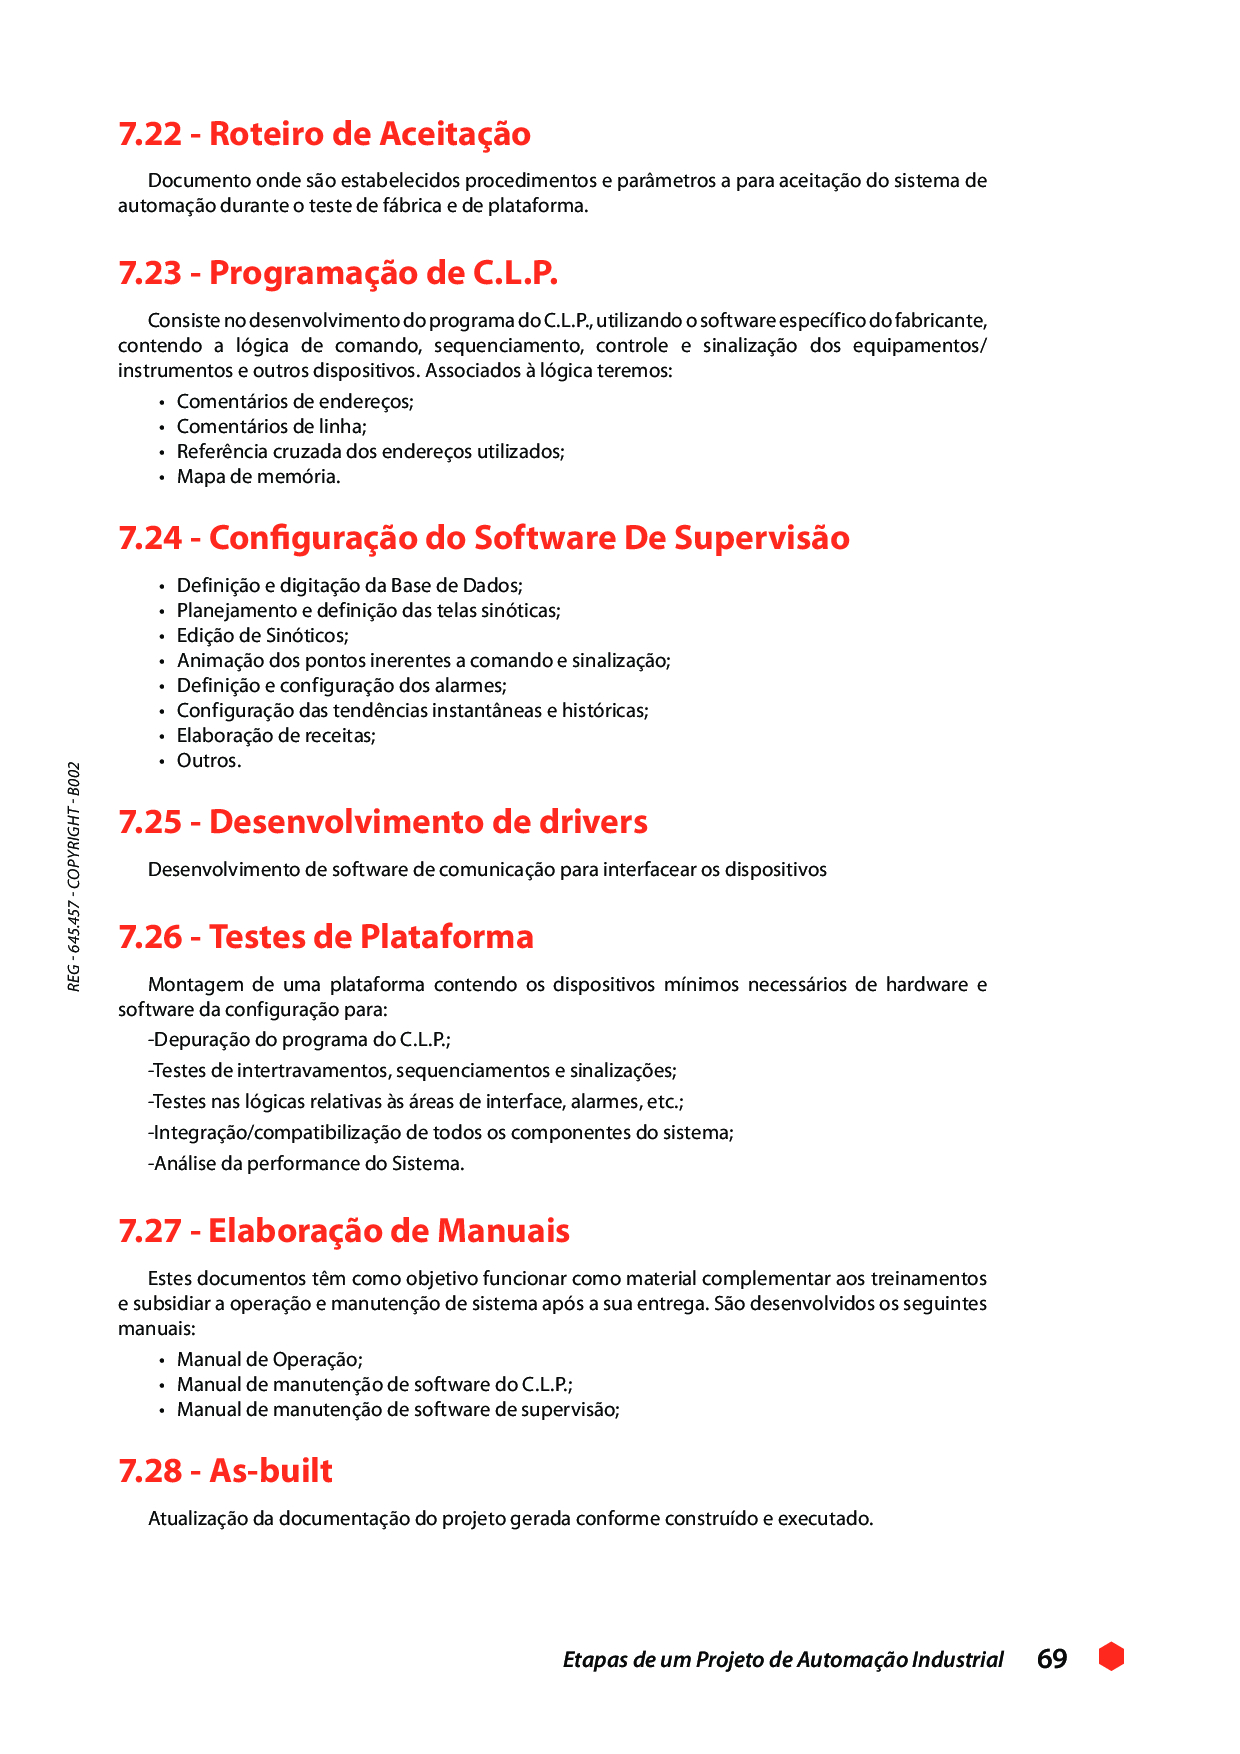 7.22 - Roteiro de Aceitação
Documento onde são estabelecidos procedimentos e parâmetros a para aceitação do sistema de
automação durante o teste de fábrica e de plataforma.
7.23 - Programação de C.L.P.
Consiste no desenvolvimento do programa do C.L.P., utilizando o software específico do fabricante,
contendo a lógica de comando, sequenciamento, controle e sinalização dos equipamentos/
instrumentos e outros dispositivos. Associados à lógica teremos:
• Comentários de endereços;
• Comentários de linha;
• Referência cruzada dos endereços utilizados;
• Mapa de memória.
7.24 - Configuração do Software De Supervisão
• Definição e digitação da Base de Dados;
• Planejamento e definição das telas sinóticas;
• Edição de Sinóticos;
• Animação dos pontos inerentes a comando e sinalização;
• Definição e configuração dos alarmes;
• Configuração das tendências instantâneas e históricas;
• Elaboração de receitas;
• Outros.
7.25 - Desenvolvimento de drivers
Desenvolvimento de software de comunicação para interfacear os dispositivos
7.26 - Testes de Plataforma
Montagem de uma plataforma contendo os dispositivos mínimos necessários de hardware e
software da configuração para:
-Depuração do programa do C.L.P.;
-Testes de intertravamentos, sequenciamentos e sinalizações;
-Testes nas lógicas relativas às áreas de interface, alarmes, etc.;
-Integração/compatibilização de todos os componentes do sistema;
-Análise da performance do Sistema.
7.27 - Elaboração de Manuais
Estes documentos têm como objetivo funcionar como material complementar aos treinamentos
e subsidiar a operação e manutenção de sistema após a sua entrega. São desenvolvidos os seguintes
manuais:
• Manual de Operação;
• Manual de manutenção de software do C.L.P.;
• Manual de manutenção de software de supervisão;
7.28 - As-built
Atualização da documentação do projeto gerada conforme construído e executado.
REG - 645.457 - COPYRIGHT - B002
Etapas de um Projeto de Automação Industrial 69